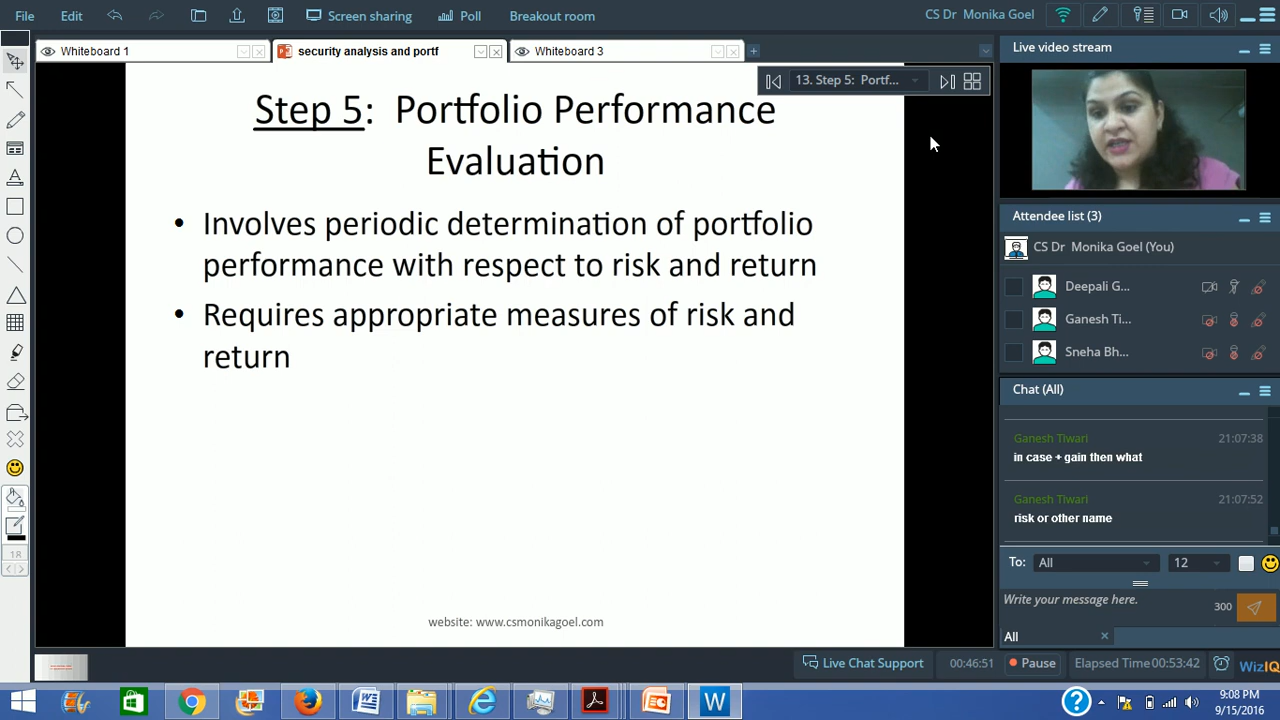 File Edit Screen sharing Poll Breakout room CS Dr Monika Goel
Whiteboard 1 security analysis and portf Whiteboard 3
Live video stream
13. Step 5: Portf...
Step 5: Portfolio Performance
Evaluation
• Involves periodic determination of portfolio
performance with respect to risk and return
• Requires appropriate measures of risk and
return
website: www.csmonikagoel.com
Attendee list (3)
CS Dr Monika Goel (You)
Deepali G...
Ganesh Ti...
Sneha Bh...
Chat (All)
Ganesh Tiwari 21:07:38
in case + gain then what
Ganesh Tiwari 21:07:52
risk or other name
To: All 12
Write your message here. 300
All
1R
Live Chat Support 00:46:51 Pause Elapsed Time 00:53:42 WizIQ
9:08 PM
9/15/2016